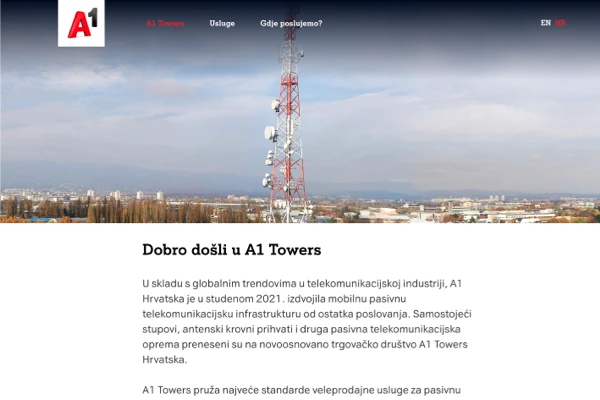 A1
A1 Towers Usluge Gdje poslujemo? EN HR
Dobro došli u A1 Towers
U skladu s globalnim trendovima u telekomunikacijskoj industriji, A1
Hrvatska je u studenom 2021. izdvojila mobilnu pasivnu
telekomunikacijsku infrastrukturu od ostatka poslovanja. Samostojeći
stupovi, antenski krovni prihvati i druga pasivna telekomunikacijska
oprema preneseni su na novoosnovano trgovačko društvo A1 Towers
Hrvatska.
A1 Towers pruža najveće standarde veleprodajne usluge za pasivnu